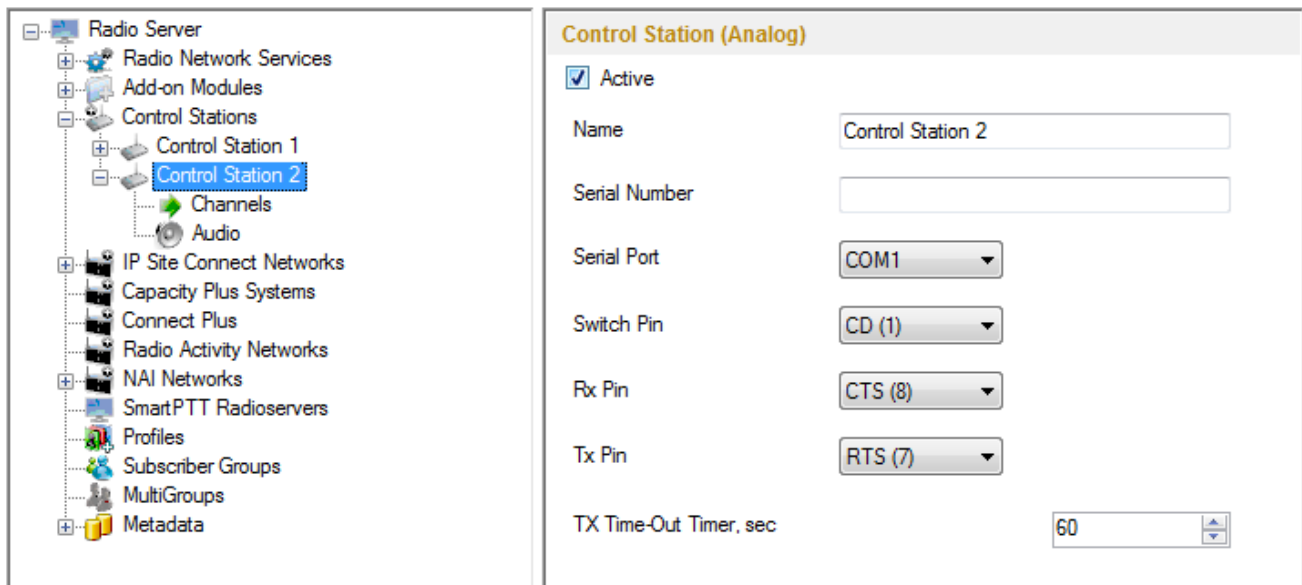 Radio Server
Radio Network Services
Add-on Modules
Control Stations
Control Station 1
Control Station 2
Channels
Audio
IP Site Connect Networks
Capacity Plus Systems
Connect Plus
Radio Activity Networks
NAI Networks
SmartPTT Radioservers
Profiles
Subscriber Groups
MultiGroups
Metadata
Control Station (Analog)
Active
Name Control Station 2
Serial Number
Serial Port COM1
Switch Pin CD (1)
Rx Pin CTS (8)
Tx Pin RTS (7)
TX Time-Out Timer, sec 60